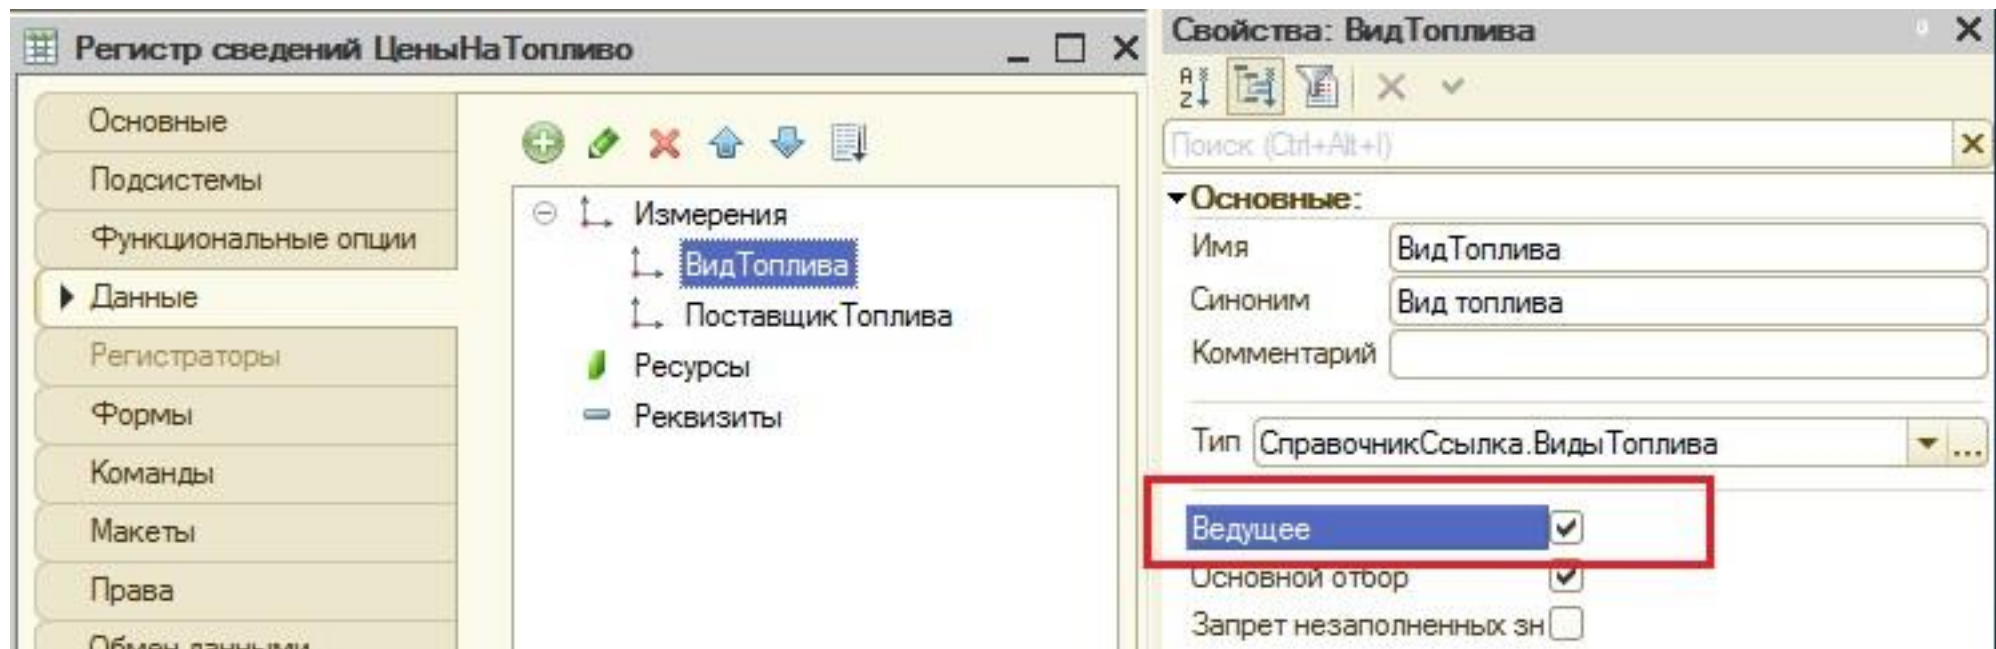 Регистр сведений ЦеныНаТопливо
Основные
Подсистемы
Функциональные опции
Данные
Регистраторы
Формы
Команды
Макеты
Права
Обмен данными
Измерения
ВидТоплива
ПоставщикТоплива
Ресурсы
Реквизиты
Свойства: ВидТоплива
Поиск (Ctrl+Alt+I)
Основные:
Имя ВидТоплива
Синоним Вид топлива
Комментарий
Тип СправочникСсылка.ВидыТоплива
Ведущее
Основной отбор
Запрет незаполненных зн